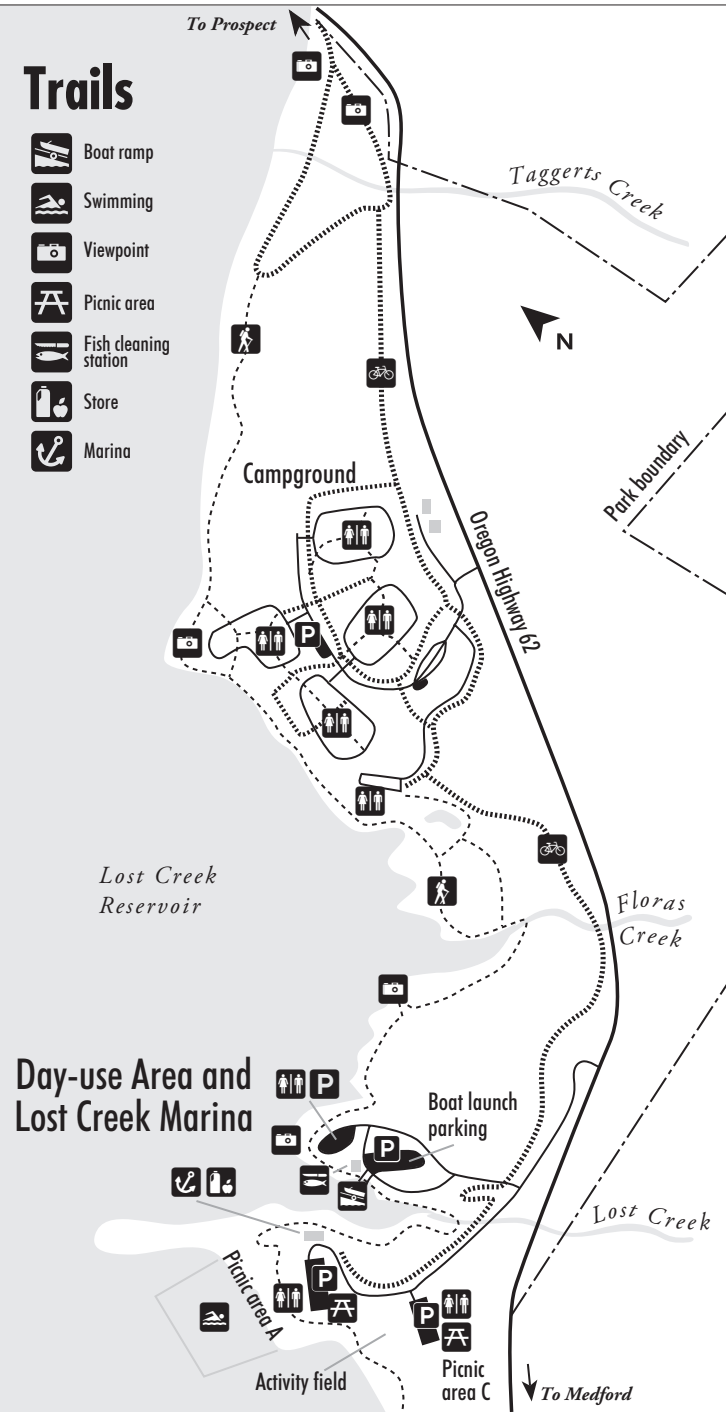 To Prospect
Trails
Boat ramp
Swimming
Viewpoint
Picnic area
Fish cleaning
station
Store
Marina
Taggerts Creek
N
Park boundary
Campground
Oregon Highway 62
P
Lost Creek
Reservoir
Floras
Creek
Day-use Area and
Lost Creek Marina
P
Boat launch
parking
P
Lost Creek
Picnic area A
P
P
Activity field
Picnic
area C
To Medford